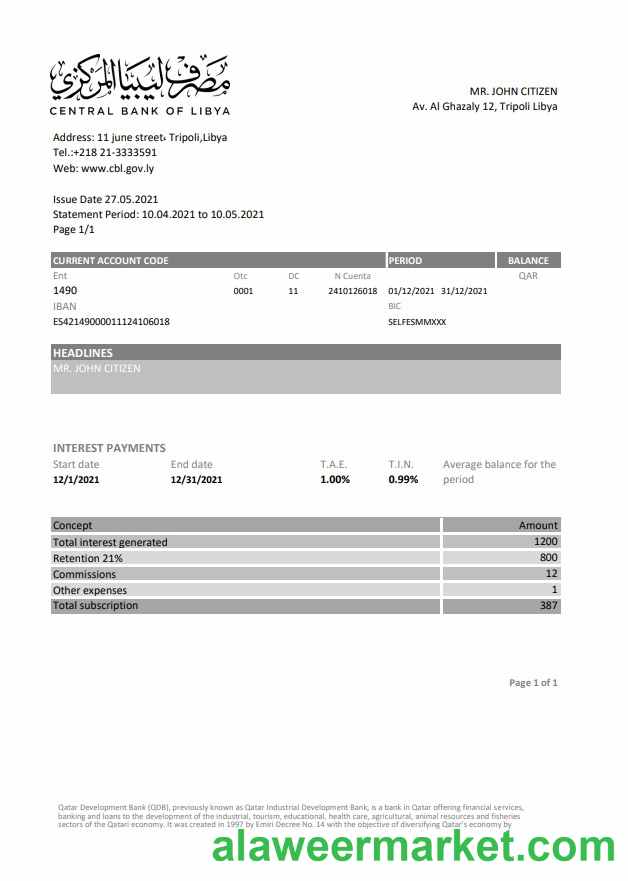 مصرف ليبيا المركزي
CENTRAL BANK OF LIBYA
MR. JOHN CITIZEN
Av. Al Ghazaly 12, Tripoli Libya
Address: 11 june street، Tripoli,Libya
Tel.:+218 21-3333591
Web: www.cbl.gov.ly
Issue Date 27.05.2021
Statement Period: 10.04.2021 to 10.05.2021
Page 1/1
CURRENT ACCOUNT CODE PERIOD BALANCE
Ent Otc DC N Cuenta QAR
1490 0001 11 2410126018 01/12/2021 31/12/2021
IBAN BIC
ES42149000011124106018 SELFESMMXXX
HEADLINES
MR. JOHN CITIZEN
INTEREST PAYMENTS
Start date End date T.A.E. T.I.N. Average balance for the
12/1/2021 12/31/2021 1.00% 0.99% period
Concept Amount
Total interest generated 1200
Retention 21% 800
Commissions 12
Other expenses 1
Total subscription 387
Page 1 of 1
Qatar Development Bank (QDB), previously known as Qatar Industrial Development Bank, is a bank in Qatar offering financial services,
banking and loans to the development of the industrial, tourism, educational, health care, agricultural, animal resources and fisheries
sectors of the Qatari economy. It was created in 1997 by Emiri Decree No. 14 with the objective of diversifying Qatar's economy by
alaweermarket.com